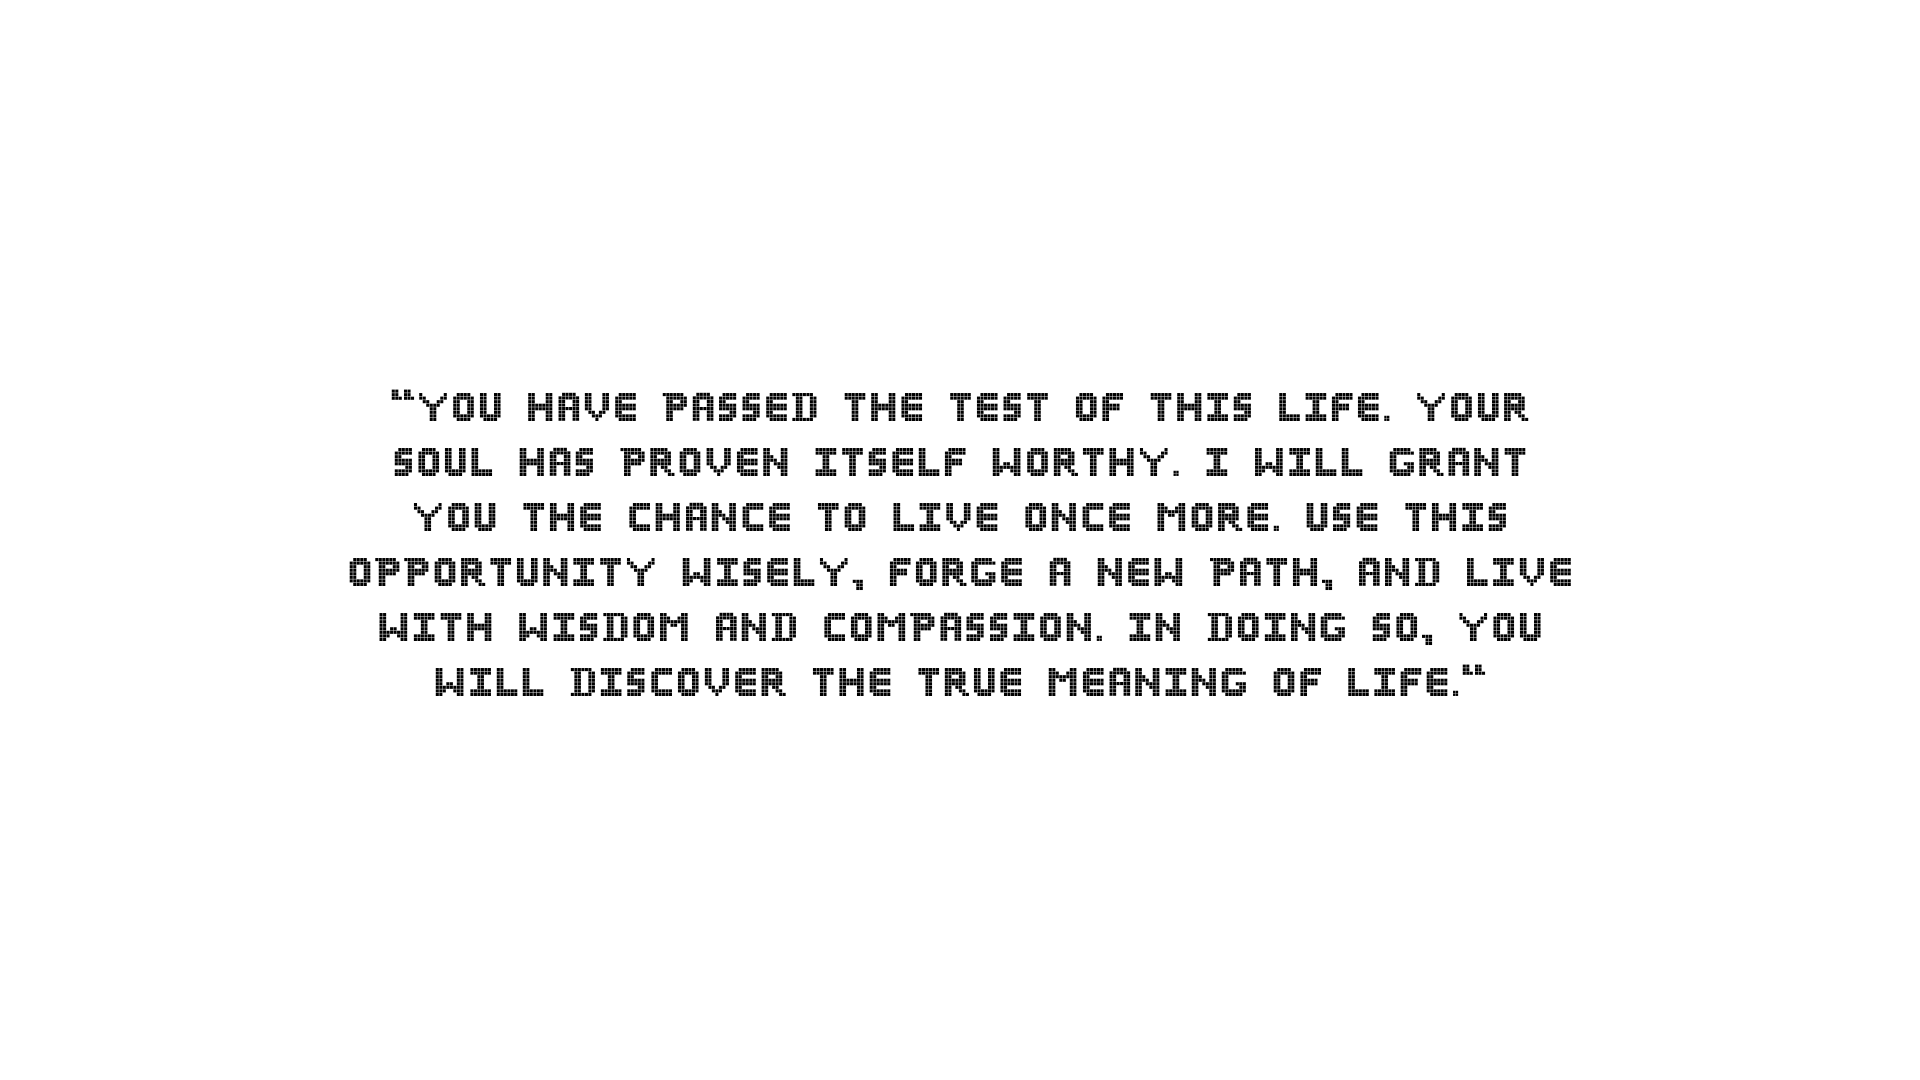 “YOU HAVE PASSED THE TEST OF THIS LIFE. YOUR
SOUL HAS PROVEN ITSELF WORTHY. I WILL GRANT
YOU THE CHANCE TO LIVE ONCE MORE. USE THIS
OPPORTUNITY WISELY, FORGE A NEW PATH, AND LIVE
WITH WISDOM AND COMPASSION. IN DOING SO, YOU
WILL DISCOVER THE TRUE MEANING OF LIFE.“